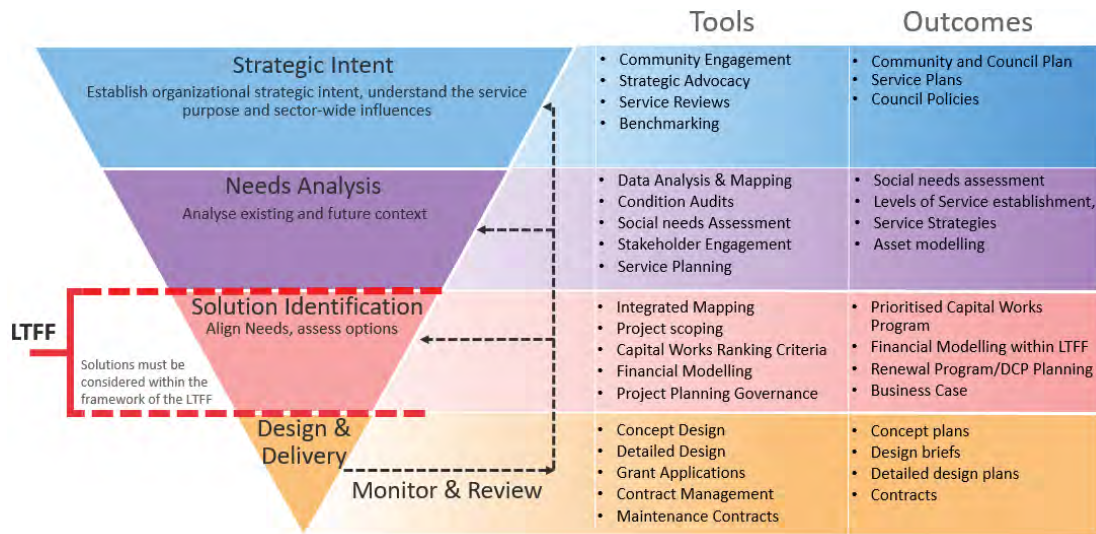 Tools
Outcomes
Strategic Intent
Establish organizational strategic intent, understand the service
purpose and sector-wide influences
• Community Engagement
• Strategic Advocacy
• Service Reviews
• Benchmarking
• Community and Council Plan
• Service Plans
• Council Policies
Needs Analysis
Analyse existing and future context
• Data Analysis & Mapping
• Condition Audits
• Social needs Assessment
• Stakeholder Engagement
• Service Planning
• Social needs assessment
• Levels of Service establishment,
• Service Strategies
• Asset modelling
LTFF
Solutions must be
considered within the
framework of the LTFF
Solution Identification
Align Needs, assess options
• Integrated Mapping
• Project scoping
• Capital Works Ranking Criteria
• Financial Modelling
• Project Planning Governance
• Prioritised Capital Works
Program
• Financial Modelling within LTFF
• Renewal Program/DCP Planning
• Business Case
Design &
Delivery
Monitor & Review
• Concept Design
• Detailed Design
• Grant Applications
• Contract Management
• Maintenance Contracts
• Concept plans
• Design briefs
• Detailed design plans
• Contracts